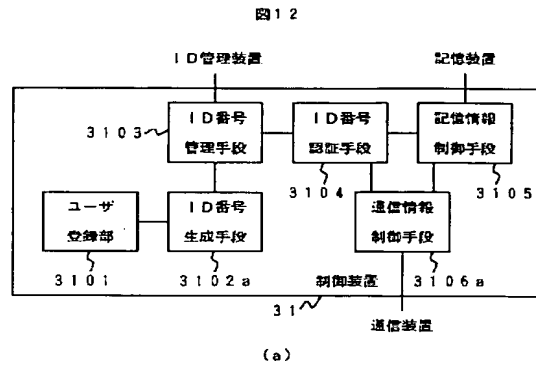 図12
ID管理装置
記憶装置
3103
ID番号
管理手段
ID番号
認証手段
記憶情報
制御手段
3104
3105
ユーザ
登録部
ID番号
生成手段
通信情報
制御手段
3101
3102a
制御装置
3106a
31
通信装置
(a)